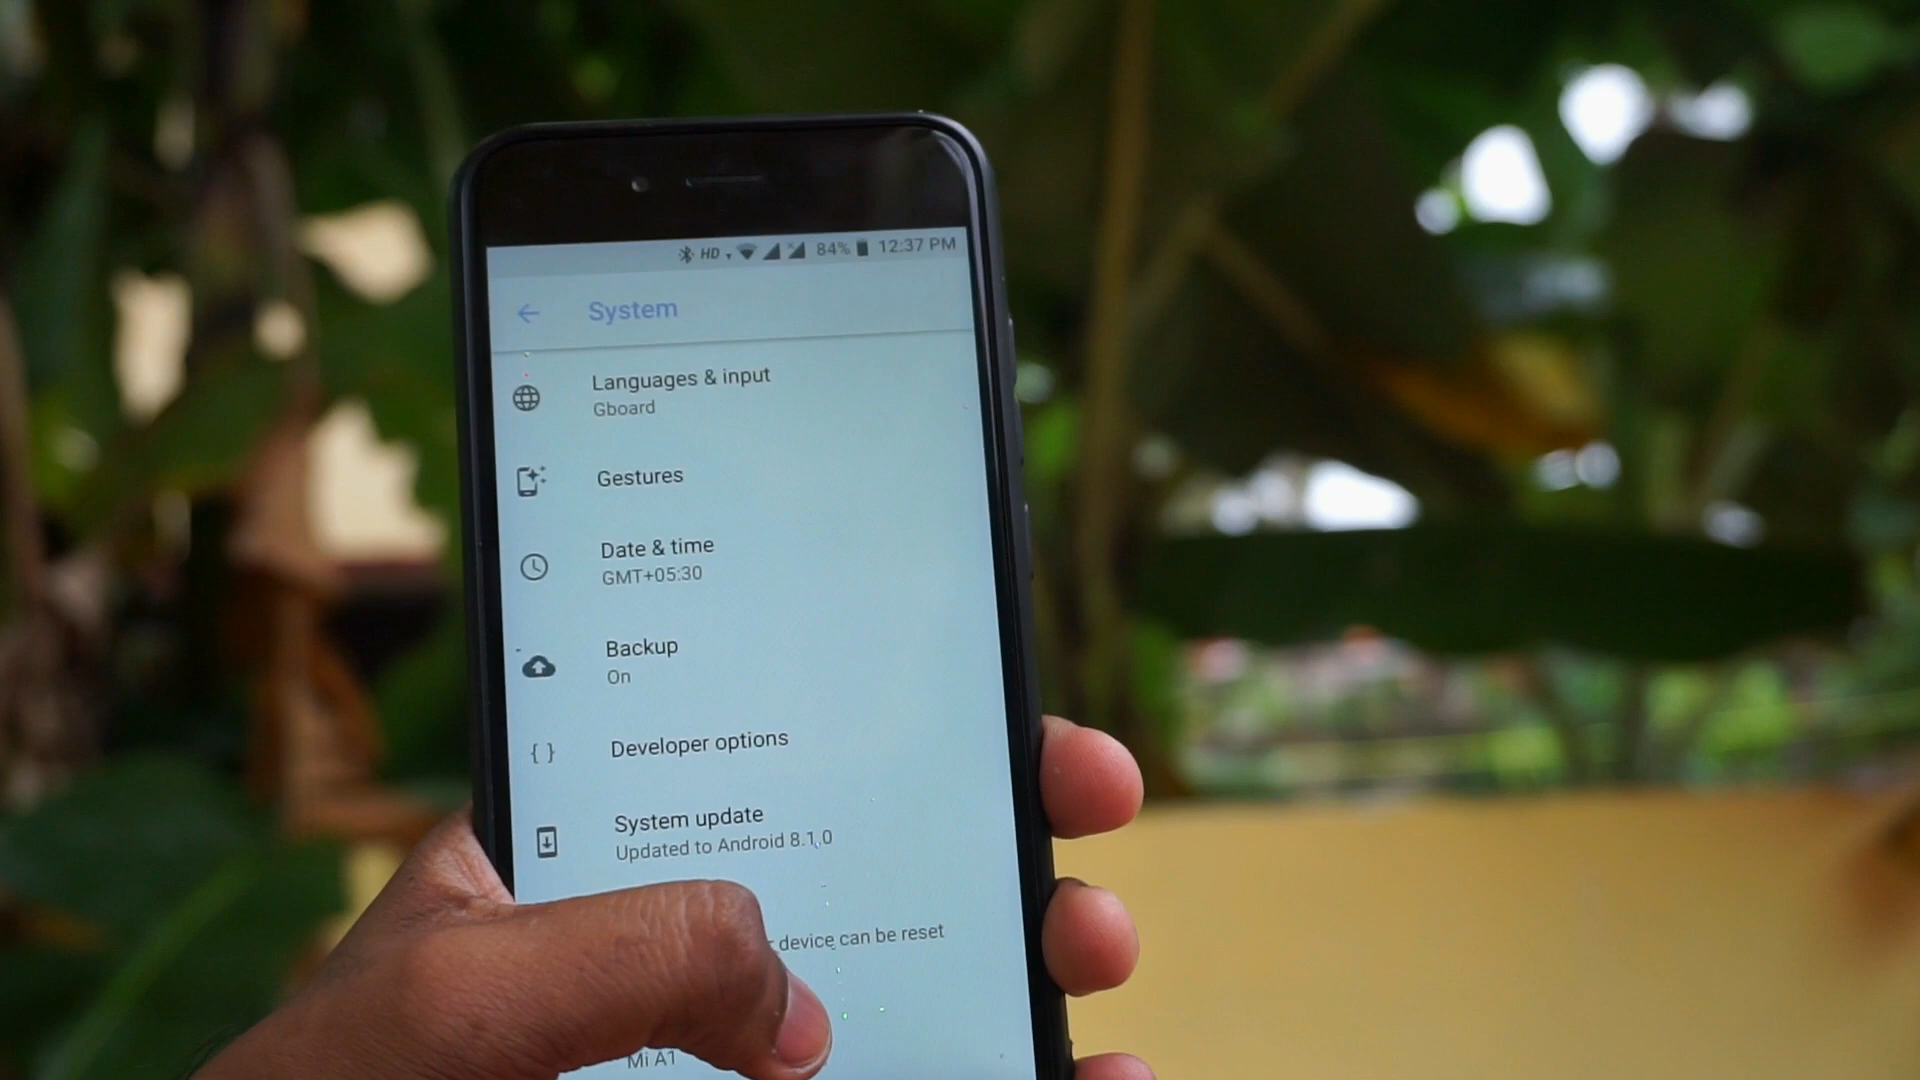 HD 84% 12:37 PM
System
Languages & input
Gboard
Gestures
Date & time
GMT+05:30
Backup
On
{ } Developer options
System update
Updated to Android 8.1.0
device can be reset
Mi A1